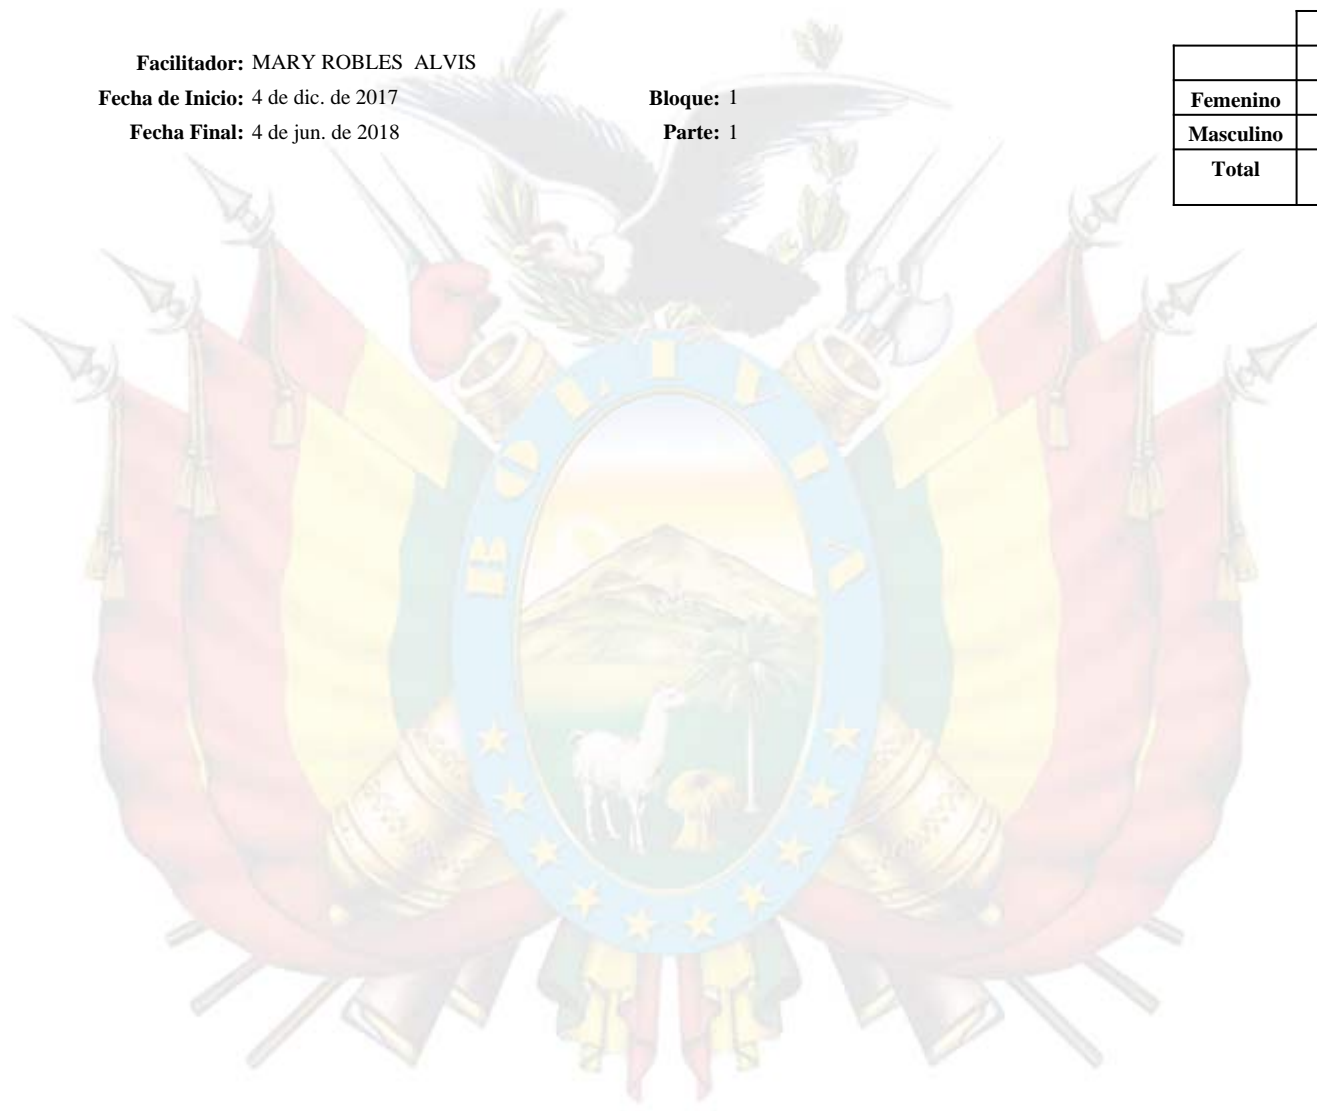 Facilitador: MARY ROBLES ALVIS
Fecha de Inicio: 4 de dic. de 2017 Bloque: 1
Fecha Final: 4 de jun. de 2018 Parte: 1
Femenino
Masculino
Total
BOLIVIA